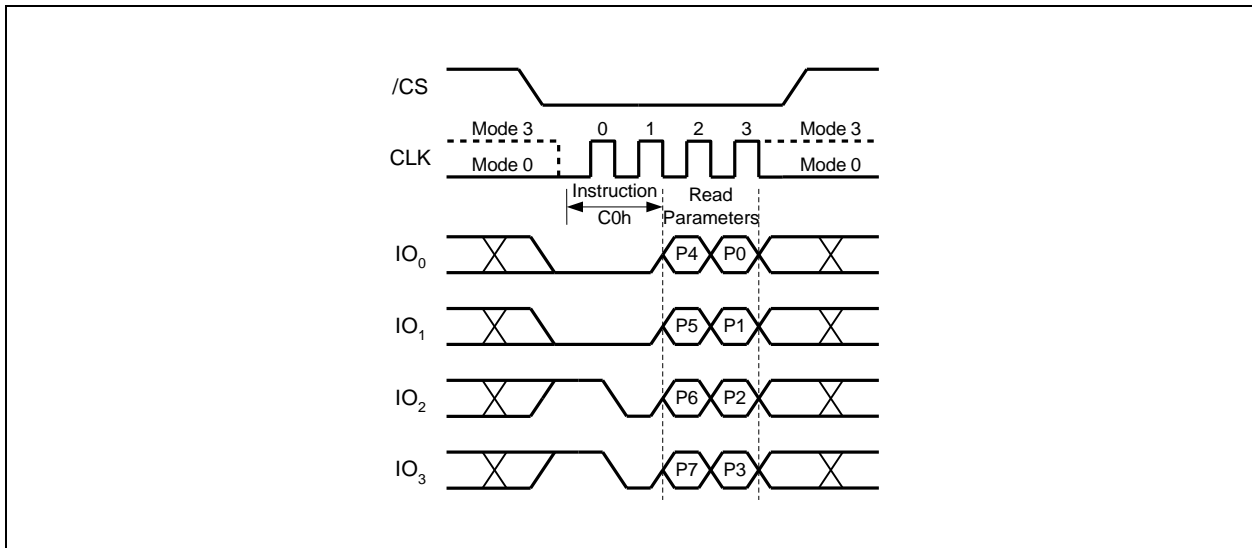 /CS
Mode 3 0 1 2 3 Mode 3
CLK
Mode 0 Mode 0
Instruction Read
C0h Parameters
IO0 P4 P0
IO1 P5 P1
IO2 P6 P2
IO3 P7 P3